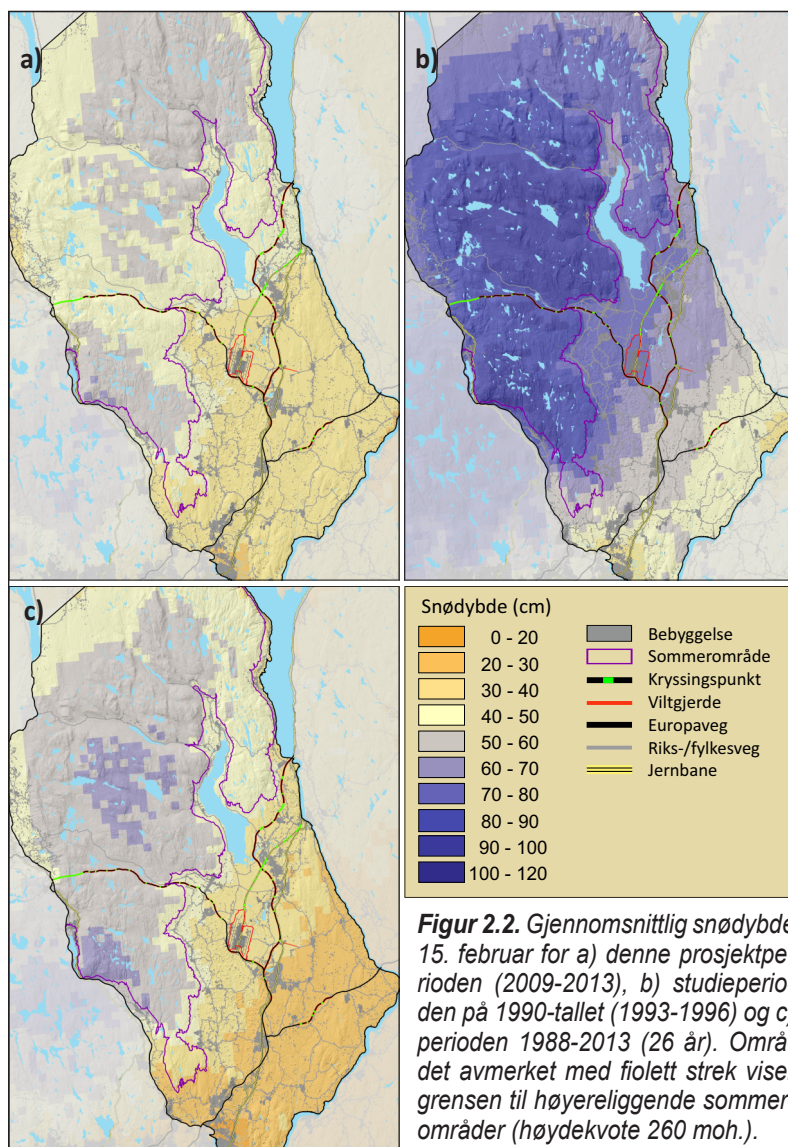 a)
b)
c)
Snødybde (cm)
0 - 20
20 - 30
30 - 40
40 - 50
50 - 60
60 - 70
70 - 80
80 - 90
90 - 100
100 - 120
Bebyggelse
Sommerområde
Kryssingspunkt
Viltgjerde
Europaveg
Riks-/fylkesveg
Jernbane
Figur 2.2. Gjennomsnittlig snødybde
15. februar for a) denne prosjektpe-
rioden (2009-2013), b) studieperio-
den på 1990-tallet (1993-1996) og c)
perioden 1988-2013 (26 år). Områ-
det avmerket med fiolett strek viser
grensen til høyereliggende sommer-
områder (høydekvote 260 moh.).